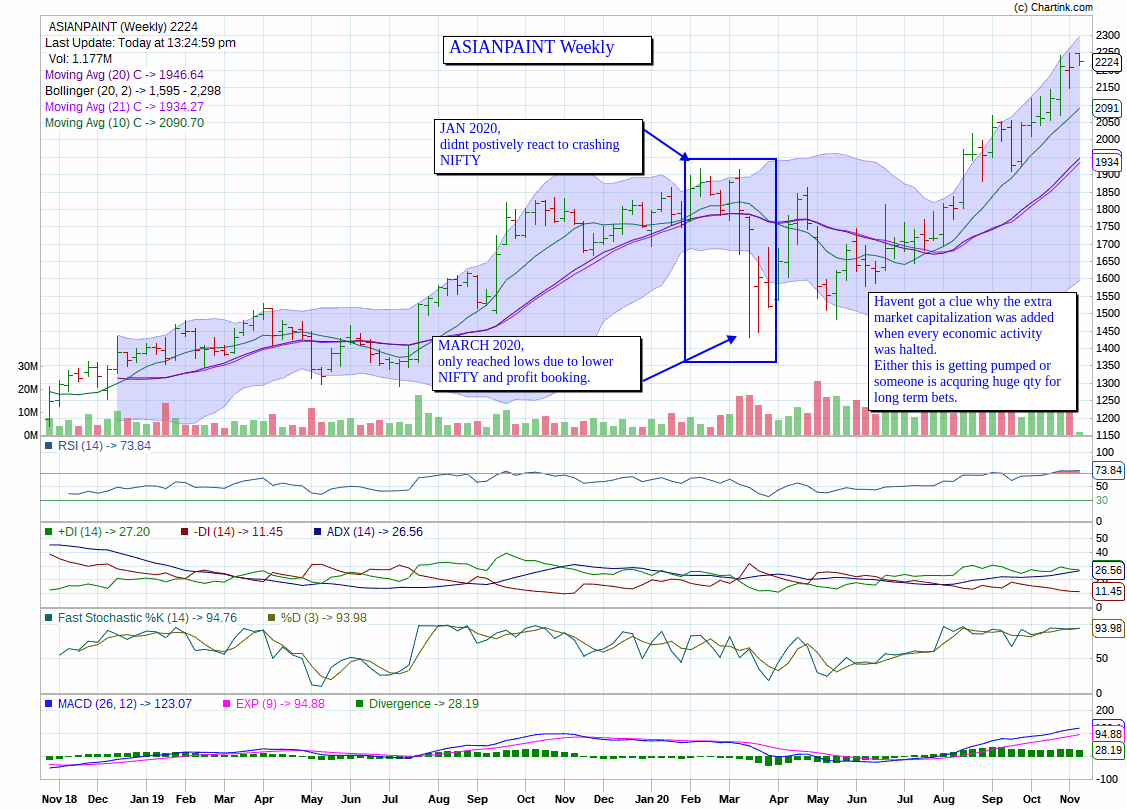 (c) Chartink.com
ASIANPAINT (Weekly) 2224
Last Update: Today at 13:24:59 pm
Vol: 1.177M
Moving Avg (20) C -> 1946.64
Bollinger (20, 2) -> 1,595 - 2,298
Moving Avg (21) C -> 1934.27
Moving Avg (10) C -> 2090.70
ASIANPAINT Weekly
JAN 2020,
didnt postively react to crashing
NIFTY
MARCH 2020,
only reached lows due to lower
NIFTY and profit booking.
Havent got a clue why the extra
market capitalization was added
when every economic activity
was halted.
Either this is getting pumped or
someone is acquring huge qty for
long term bets.
2300
2250
2224
2200
2150
2091
2050
2000
1934
1900
1850
1800
1750
1700
1650
1600
1550
1500
1450
1400
1350
1300
1250
1200
1150
30M
20M
10M
0M
RSI (14) -> 73.84
100
73.84
50
30
0
+DI (14) -> 27.20 -DI (14) -> 11.45 ADX (14) -> 26.56
50
40
26.56
11.45
0
Fast Stochastic %K (14) -> 94.76 %D (3) -> 93.98
93.98
50
0
MACD (26, 12) -> 123.07 EXP (9) -> 94.88 Divergence -> 28.19
200
94.88
28.19
-100
Nov 18 Dec Jan 19 Feb Mar Apr May Jun Jul Aug Sep Oct Nov Dec Jan 20 Feb Mar Apr May Jun Jul Aug Sep Oct Nov